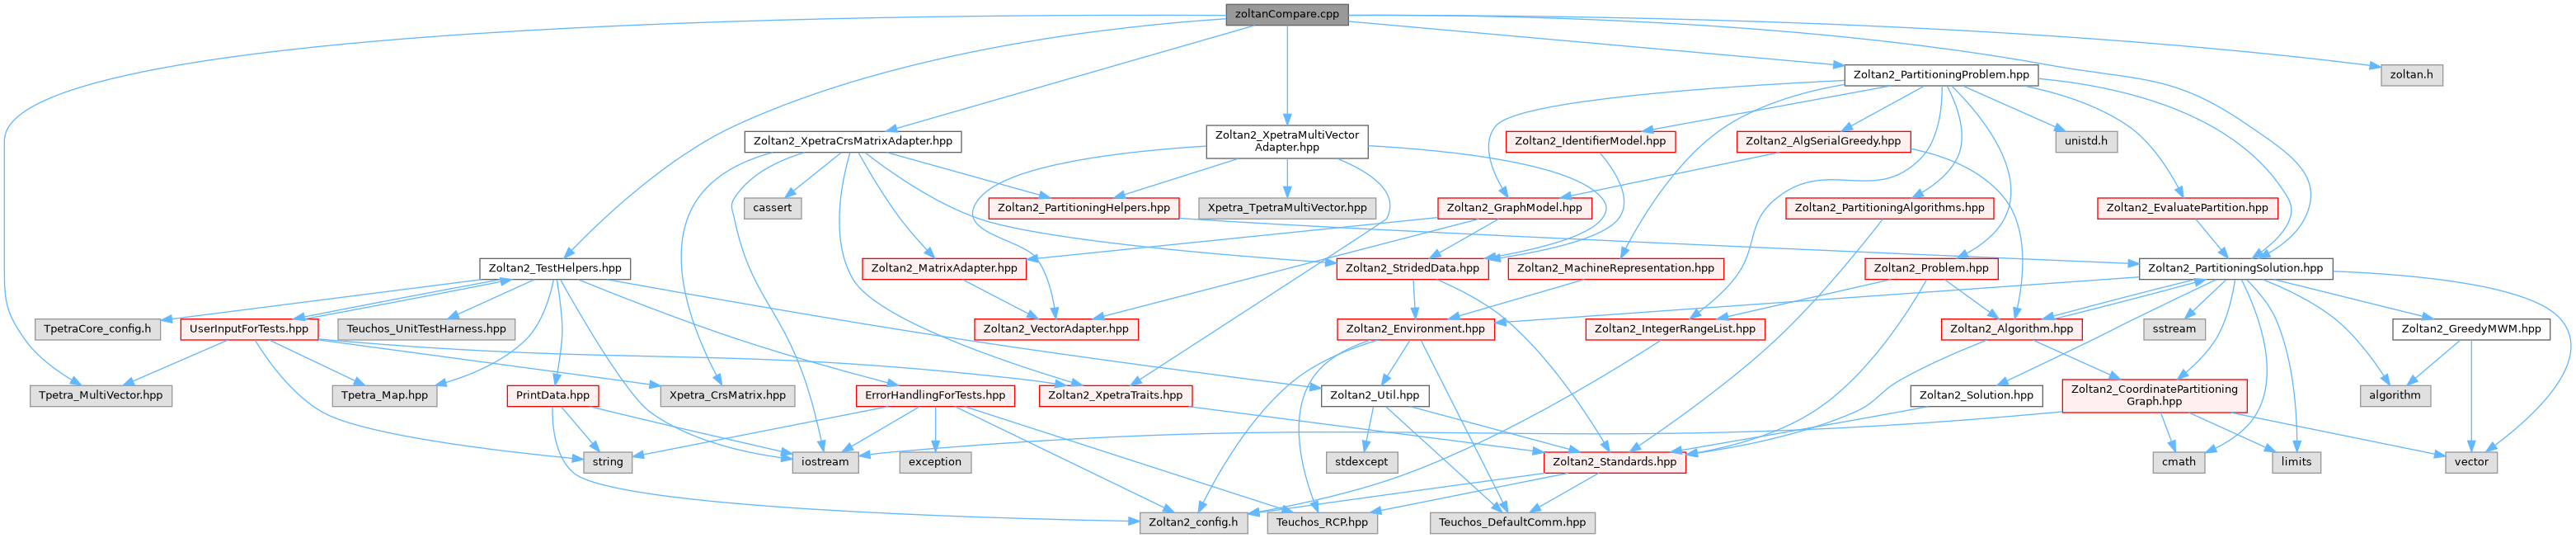 zoltanCompare.cpp
Zoltan2_PartitioningProblem.hpp
zoltan.h
Zoltan2_XpetraCrsMatrixAdapter.hpp
Zoltan2_XpetraMultiVector
Adapter.hpp
Zoltan2_IdentifierModel.hpp
Zoltan2_AlgSerialGreedy.hpp
unistd.h
cassert
Zoltan2_PartitioningHelpers.hpp
Xpetra_TpetraMultiVector.hpp
Zoltan2_GraphModel.hpp
Zoltan2_PartitioningAlgorithms.hpp
Zoltan2_EvaluatePartition.hpp
Zoltan2_TestHelpers.hpp
Zoltan2_MatrixAdapter.hpp
Zoltan2_StridedData.hpp
Zoltan2_MachineRepresentation.hpp
Zoltan2_Problem.hpp
Zoltan2_PartitioningSolution.hpp
TpetraCore_config.h
UserInputForTests.hpp
Teuchos_UnitTestHarness.hpp
Zoltan2_VectorAdapter.hpp
Zoltan2_Environment.hpp
Zoltan2_IntegerRangeList.hpp
Zoltan2_Algorithm.hpp
sstream
Zoltan2_GreedyMWM.hpp
Tpetra_MultiVector.hpp
Tpetra_Map.hpp
PrintData.hpp
Xpetra_CrsMatrix.hpp
ErrorHandlingForTests.hpp
Zoltan2_XpetraTraits.hpp
Zoltan2_Util.hpp
Zoltan2_Solution.hpp
Zoltan2_CoordinatePartitioning
Graph.hpp
algorithm
string
iostream
exception
stdexcept
Zoltan2_Standards.hpp
cmath
limits
vector
Zoltan2_config.h
Teuchos_RCP.hpp
Teuchos_DefaultComm.hpp